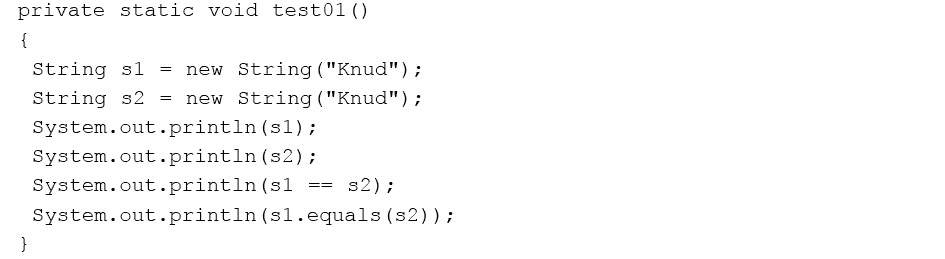 private static void test01()
{
String s1 = new String("Knud");
String s2 = new String("Knud");
System.out.println(s1);
System.out.println(s2);
System.out.println(s1 == s2);
System.out.println(s1.equals(s2));
}